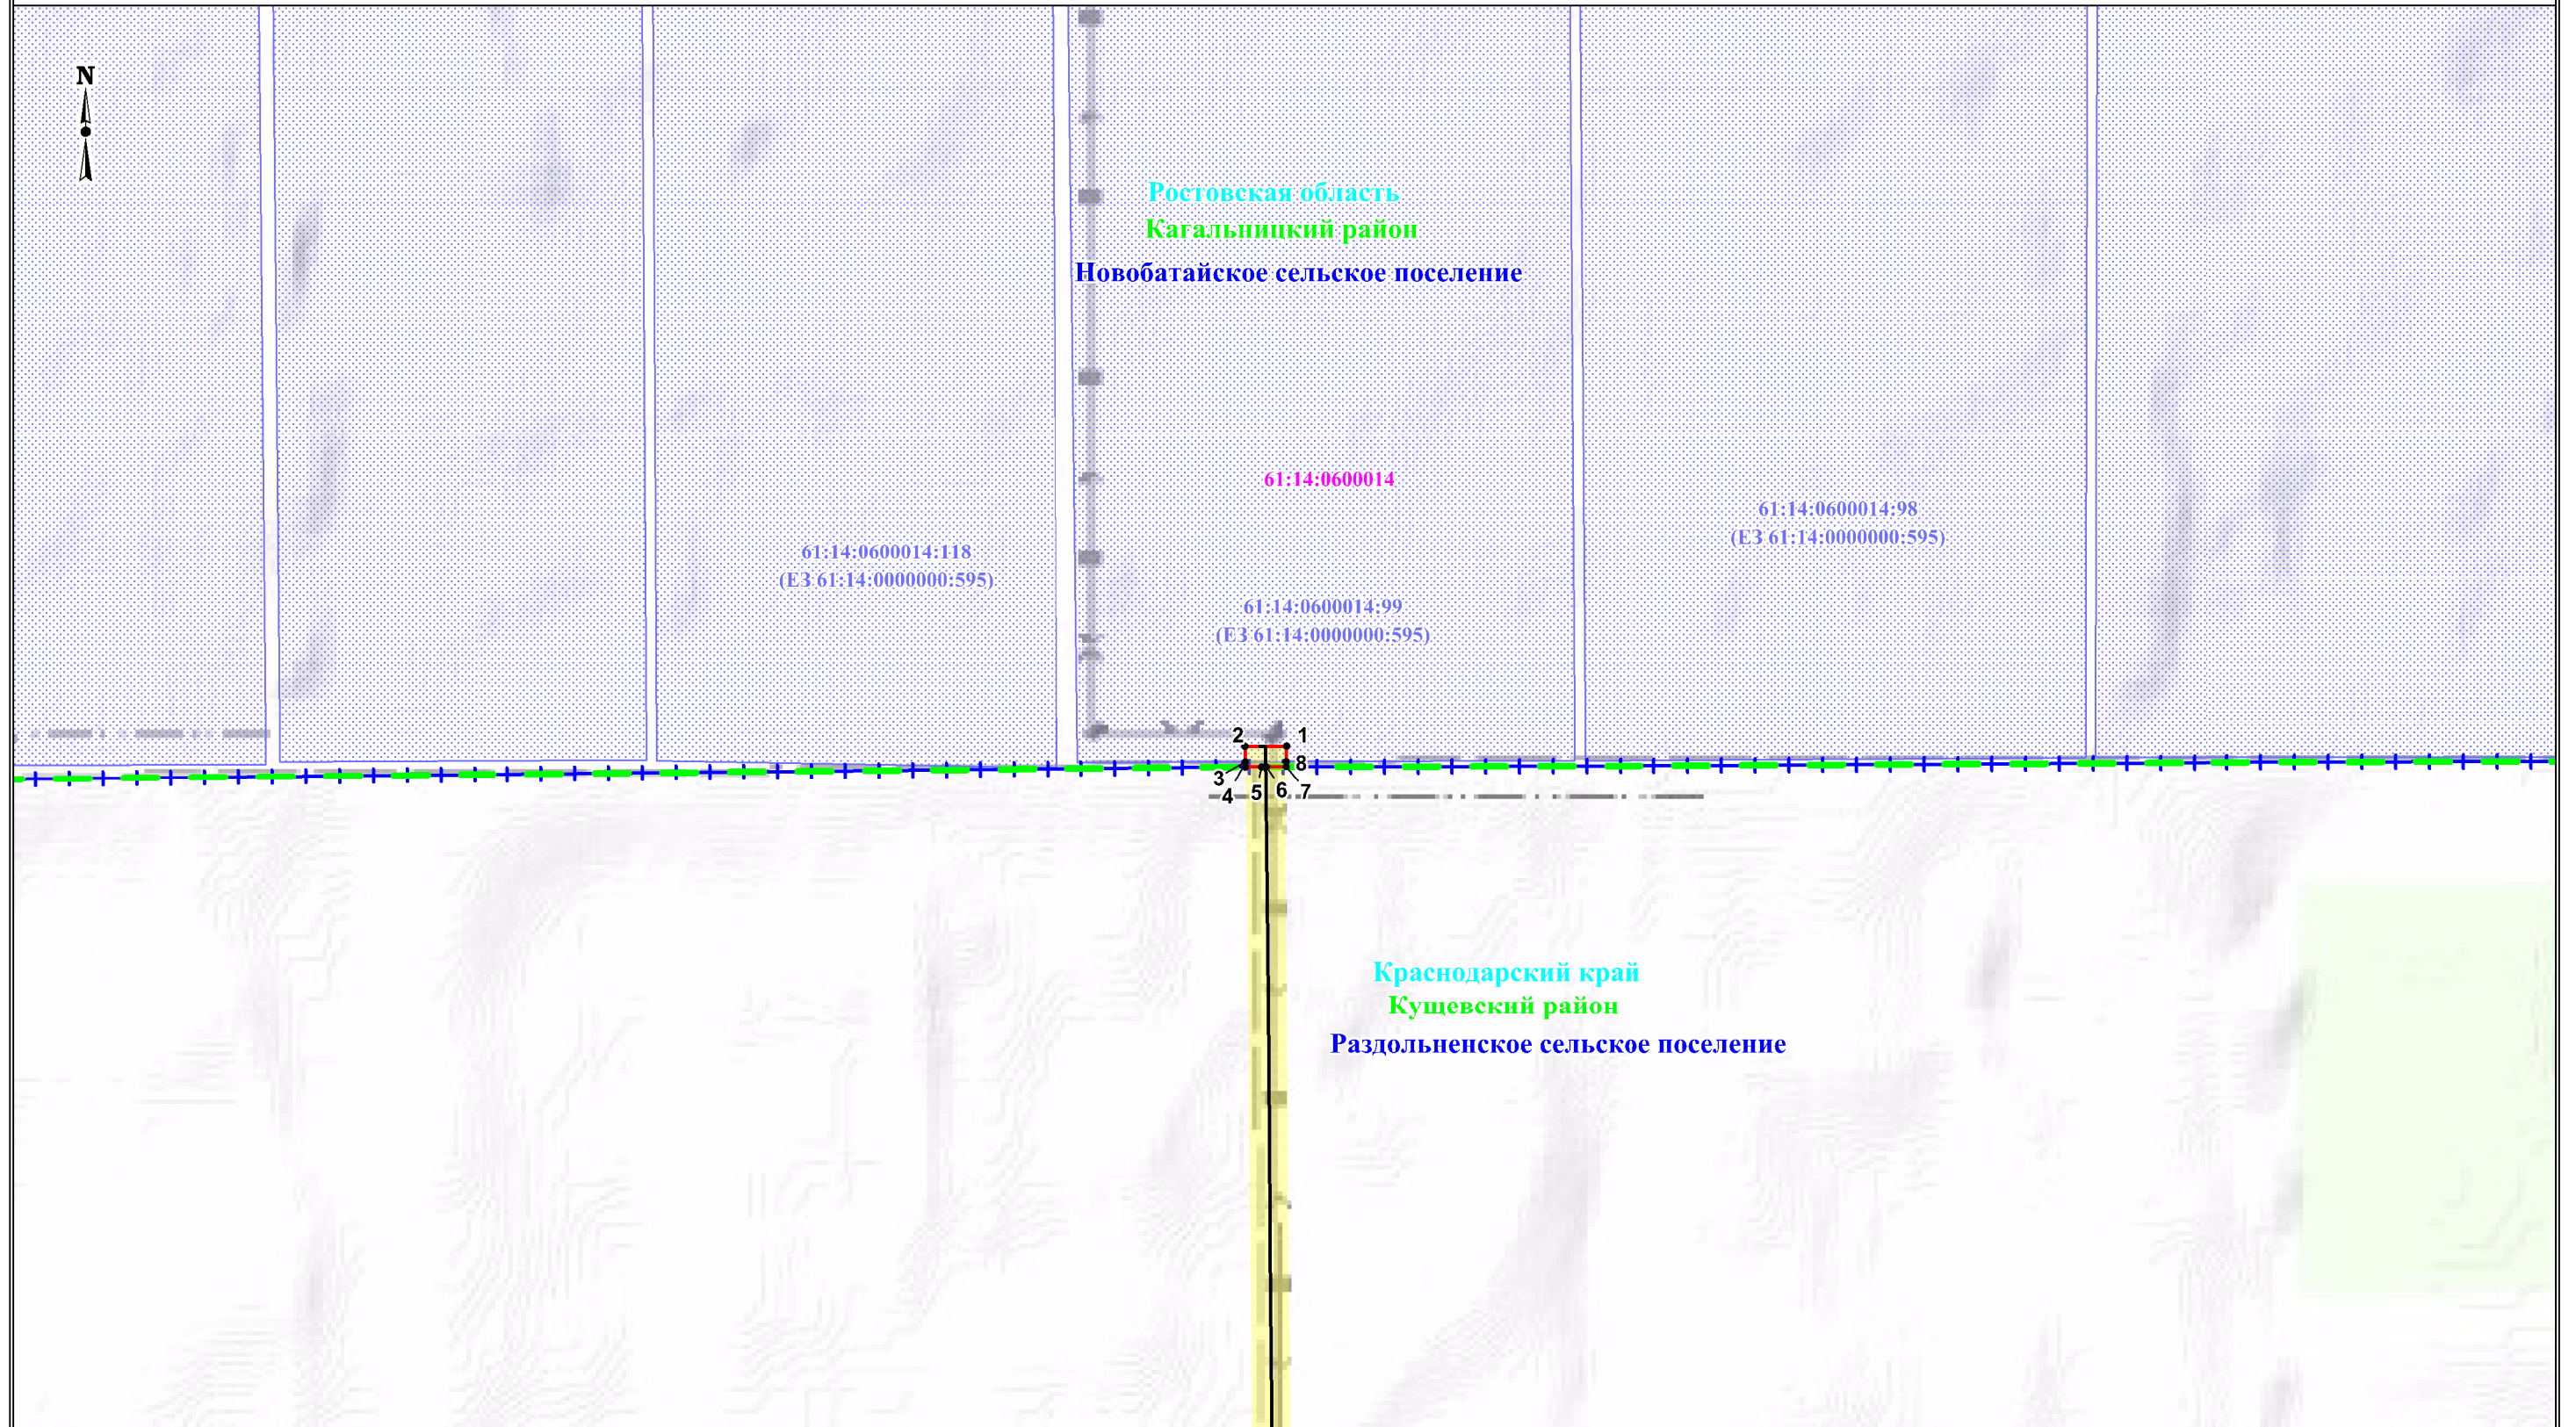 N
Ростовская область
Кагальницкий район
Новобатайское сельское поселение
61:14:0600014
61:14:0600014:98
(ЕЗ 61:14:0000000:595)
61:14:0600014:118
(ЕЗ 61:14:0000000:595)
61:14:0600014:99
(ЕЗ 61:14:0000000:595)
2
1
8
3
4
5
6
7
Краснодарский край
Кущевский район
Раздольненское сельское поселение